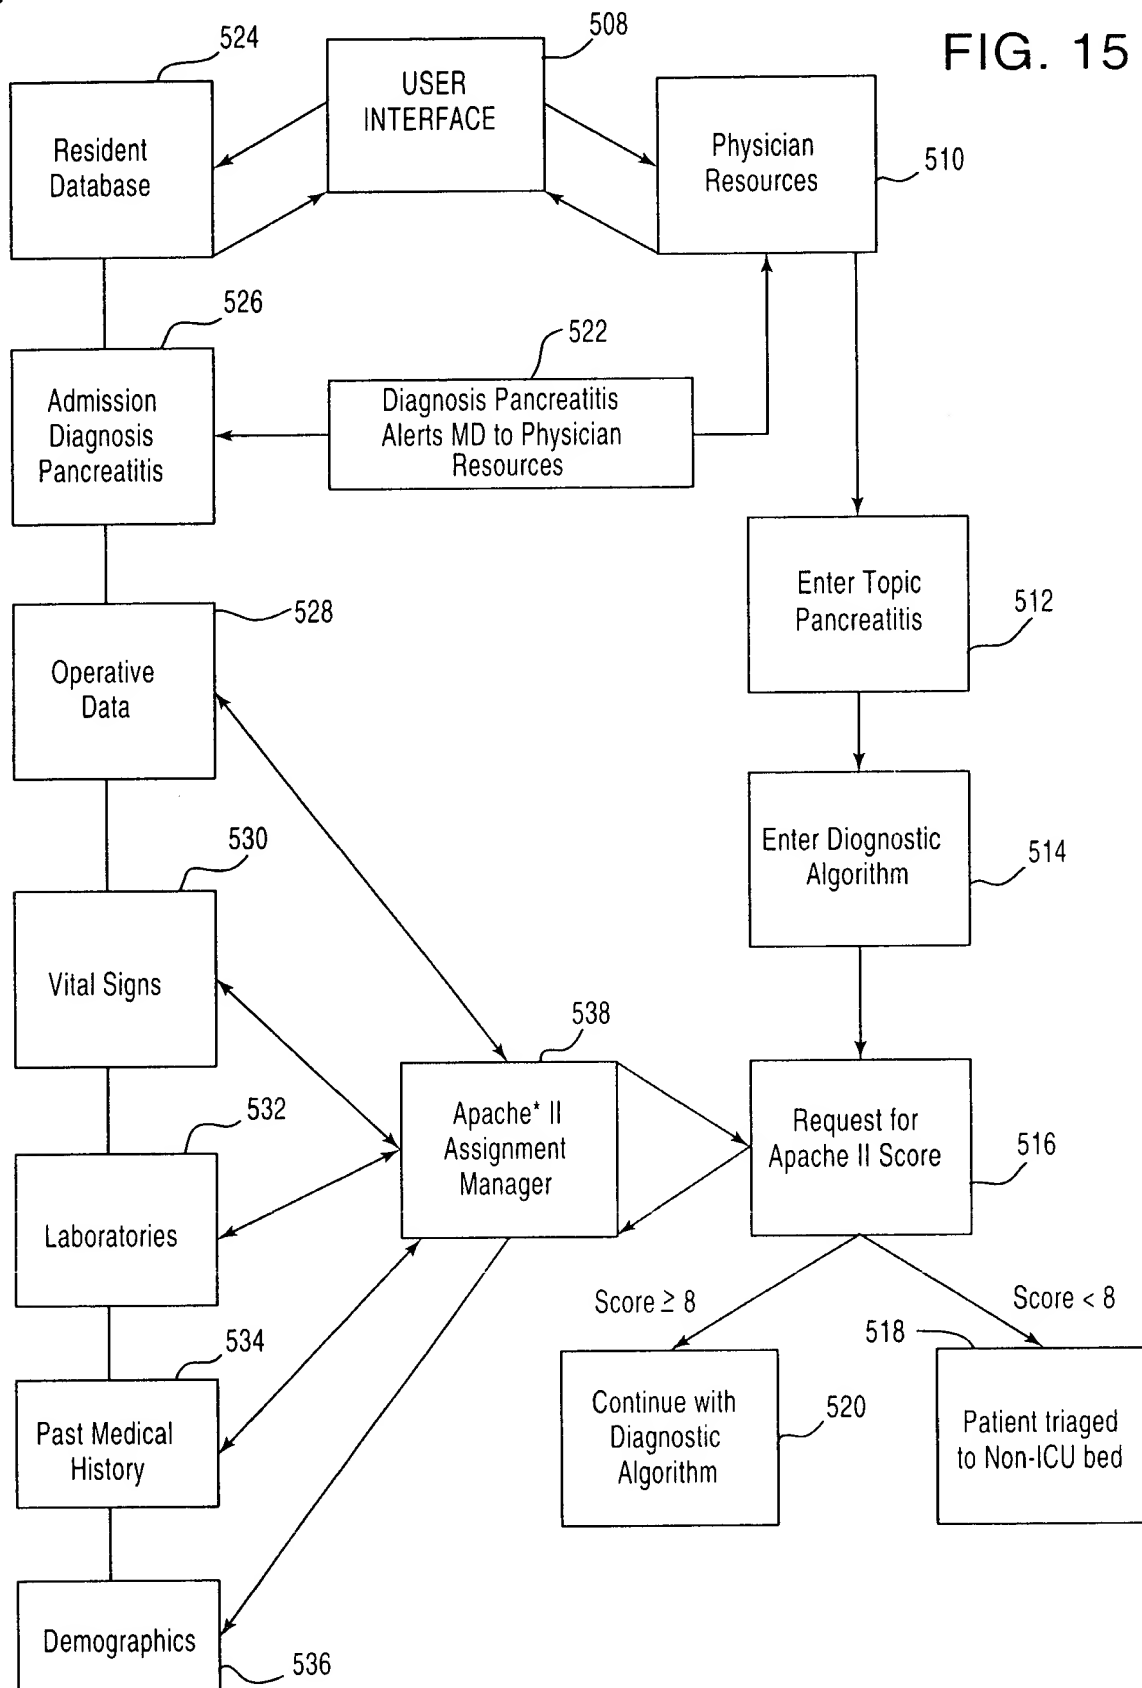 FIG. 15
524
508
USER
INTERFACE
Resident
Database
Physician
Resources
510
526
522
Admission
Diagnosis
Pancreatitis
Diagnosis Pancreatitis
Alerts MD to Physician
Resources
528
Enter Topic
Pancreatitis
512
Operative
Data
530
Enter Diognostic
Algorithm
514
Vital Signs
538
532
Apache* II
Assignment
Manager
Request for
Apache II Score
516
Laboratories
Score ≥ 8
Score < 8
534
518
Past Medical
History
Continue with
Diagnostic
Algorithm
520
Patient triaged
to Non-ICU bed
Demographics
536